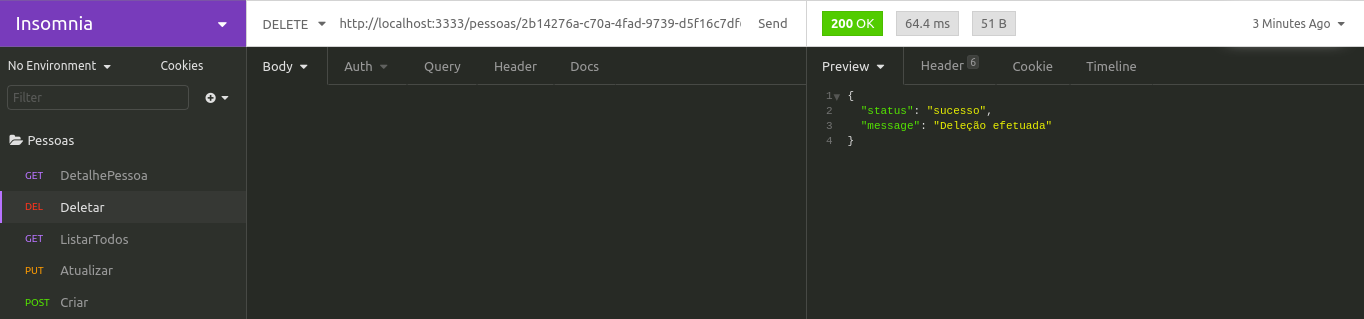 Insomnia
DELETE http://localhost:3333/pessoas/2b14276a-c70a-4fad-9739-d5f16c7df Send
200 OK 64.4 ms 51 B 3 Minutes Ago
No Environment Cookies
Body Auth Query Header Docs
Preview Header 6 Cookie Timeline
Filter
Pessoas
GET DetalhePessoa
DEL Deletar
GET ListarTodos
PUT Atualizar
POST Criar
1 {
2 "status": "sucesso",
3 "message": "Deleção efetuada"
4 }